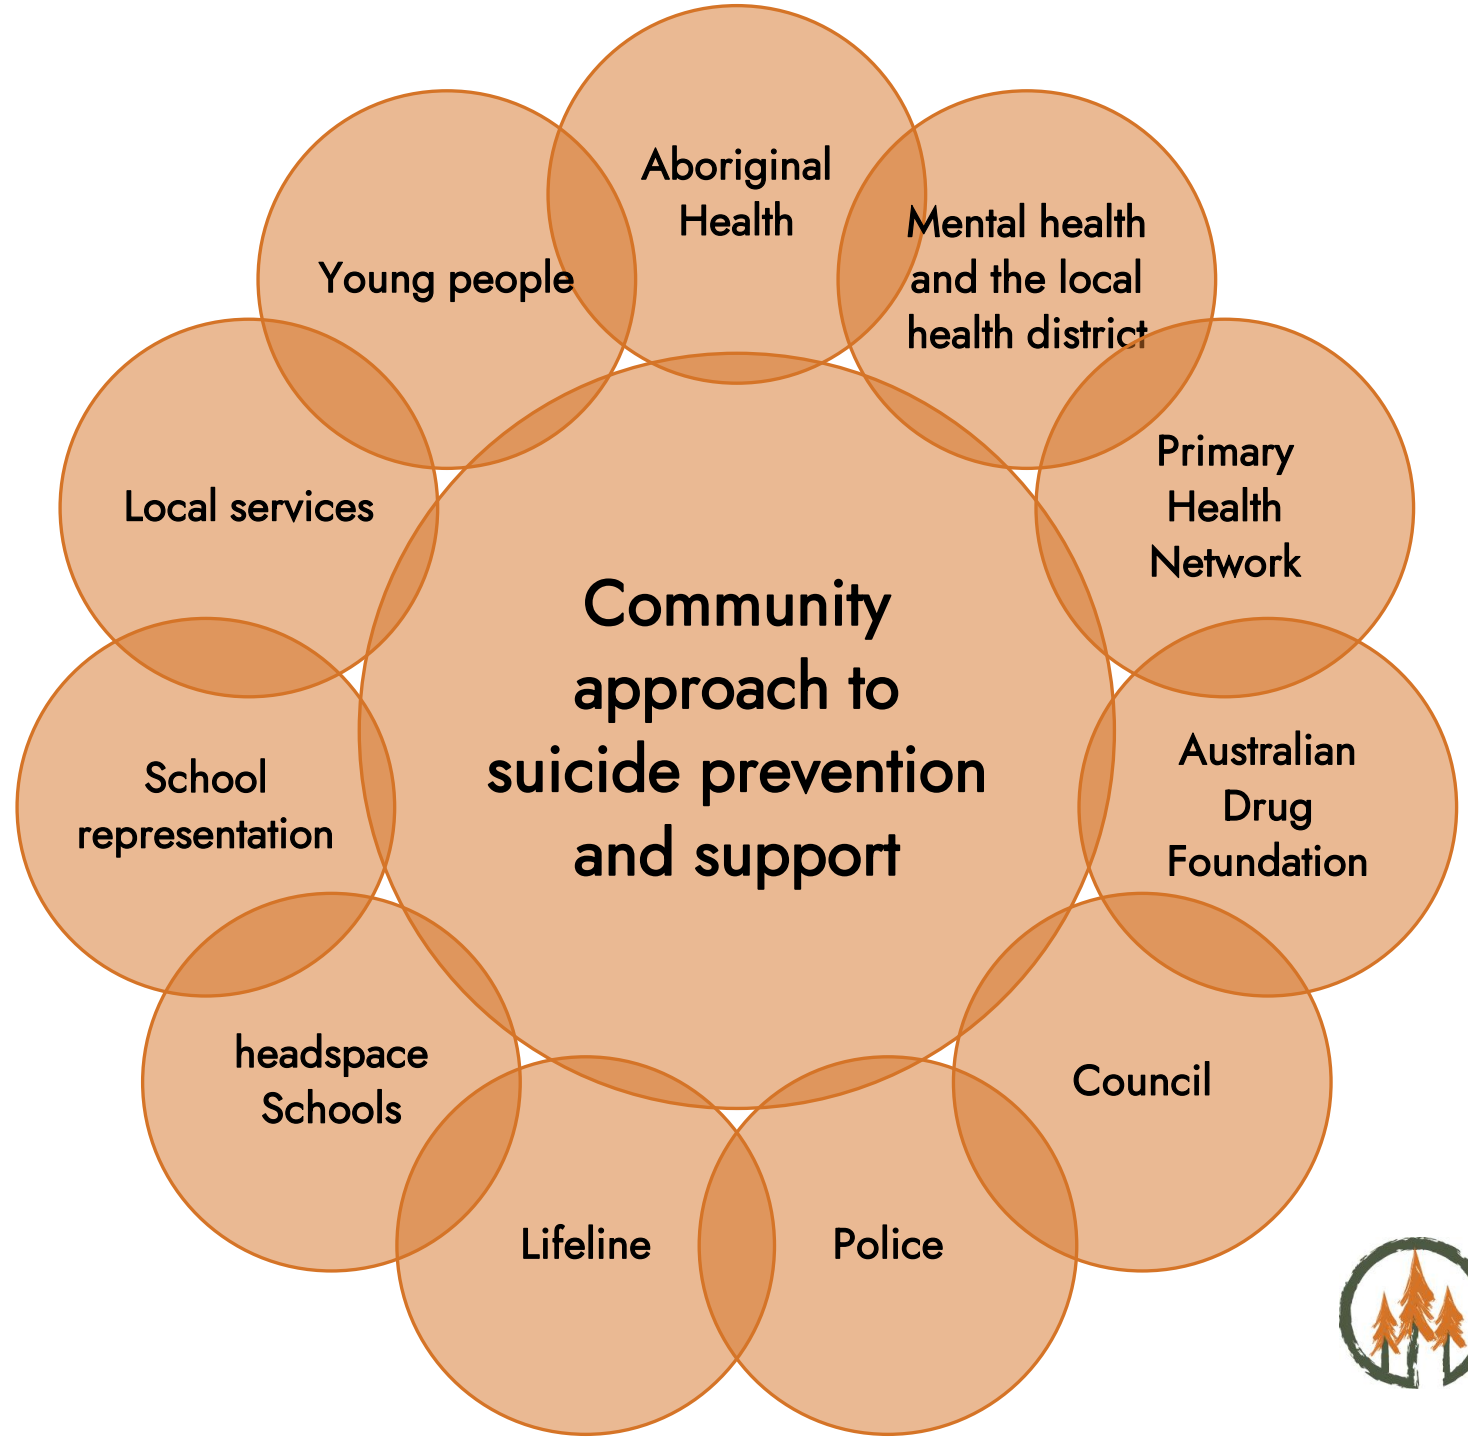 Aboriginal
Health
Mental health
and the local
health district
Primary
Health
Network
Australian
Drug
Foundation
Council
Police
Lifeline
headspace
Schools
School
representation
Local services
Young people
Community
approach to
suicide prevention
and support